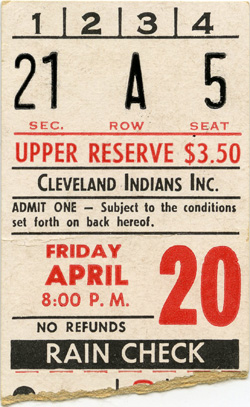 1 | 2 | 3 | 4
21 A 5
SEC. ROW SEAT
UPPER RESERVE $3.50
CLEVELAND INDIANS INC.
ADMIT ONE — Subject to the conditions
set forth on back hereof.
FRIDAY
APRIL
8:00 P. M.
20
NO REFUNDS
RAIN CHECK